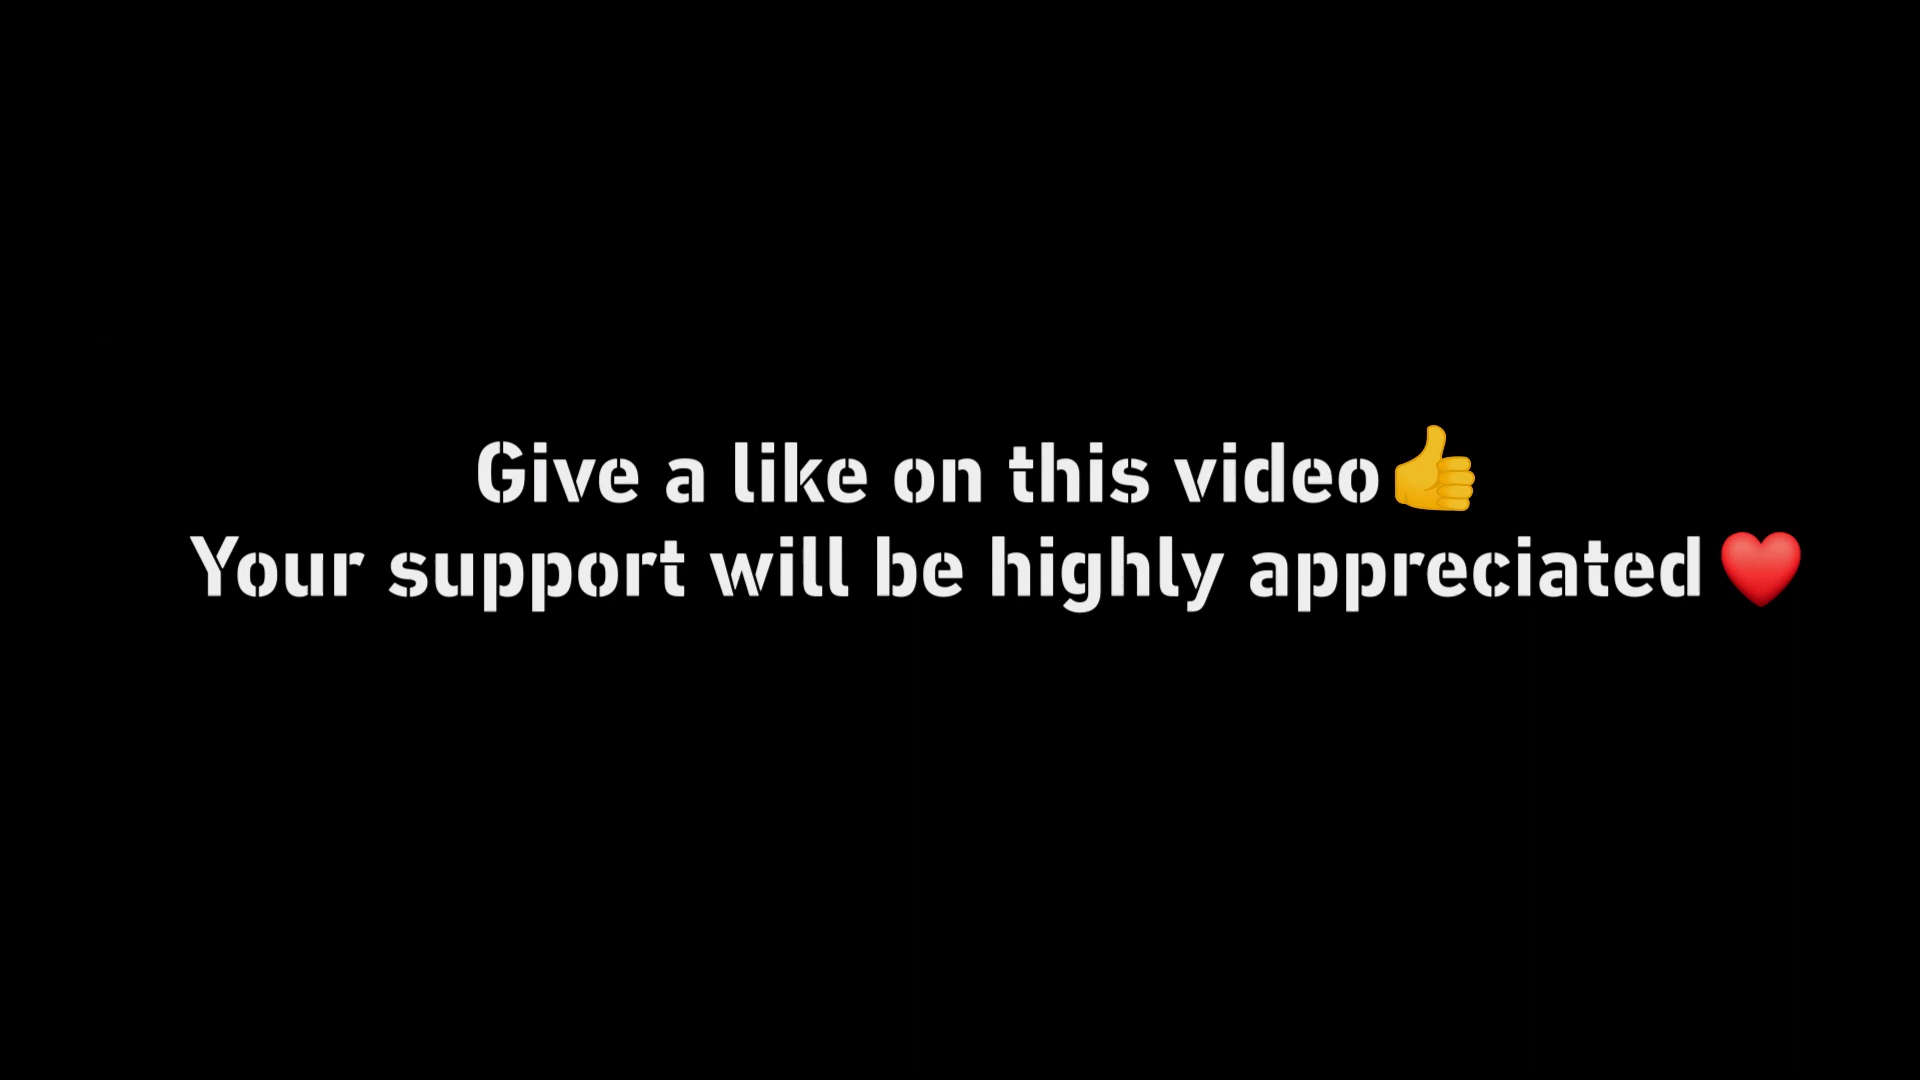 Give a like on this video👍
Your support will be highly appreciated❤️